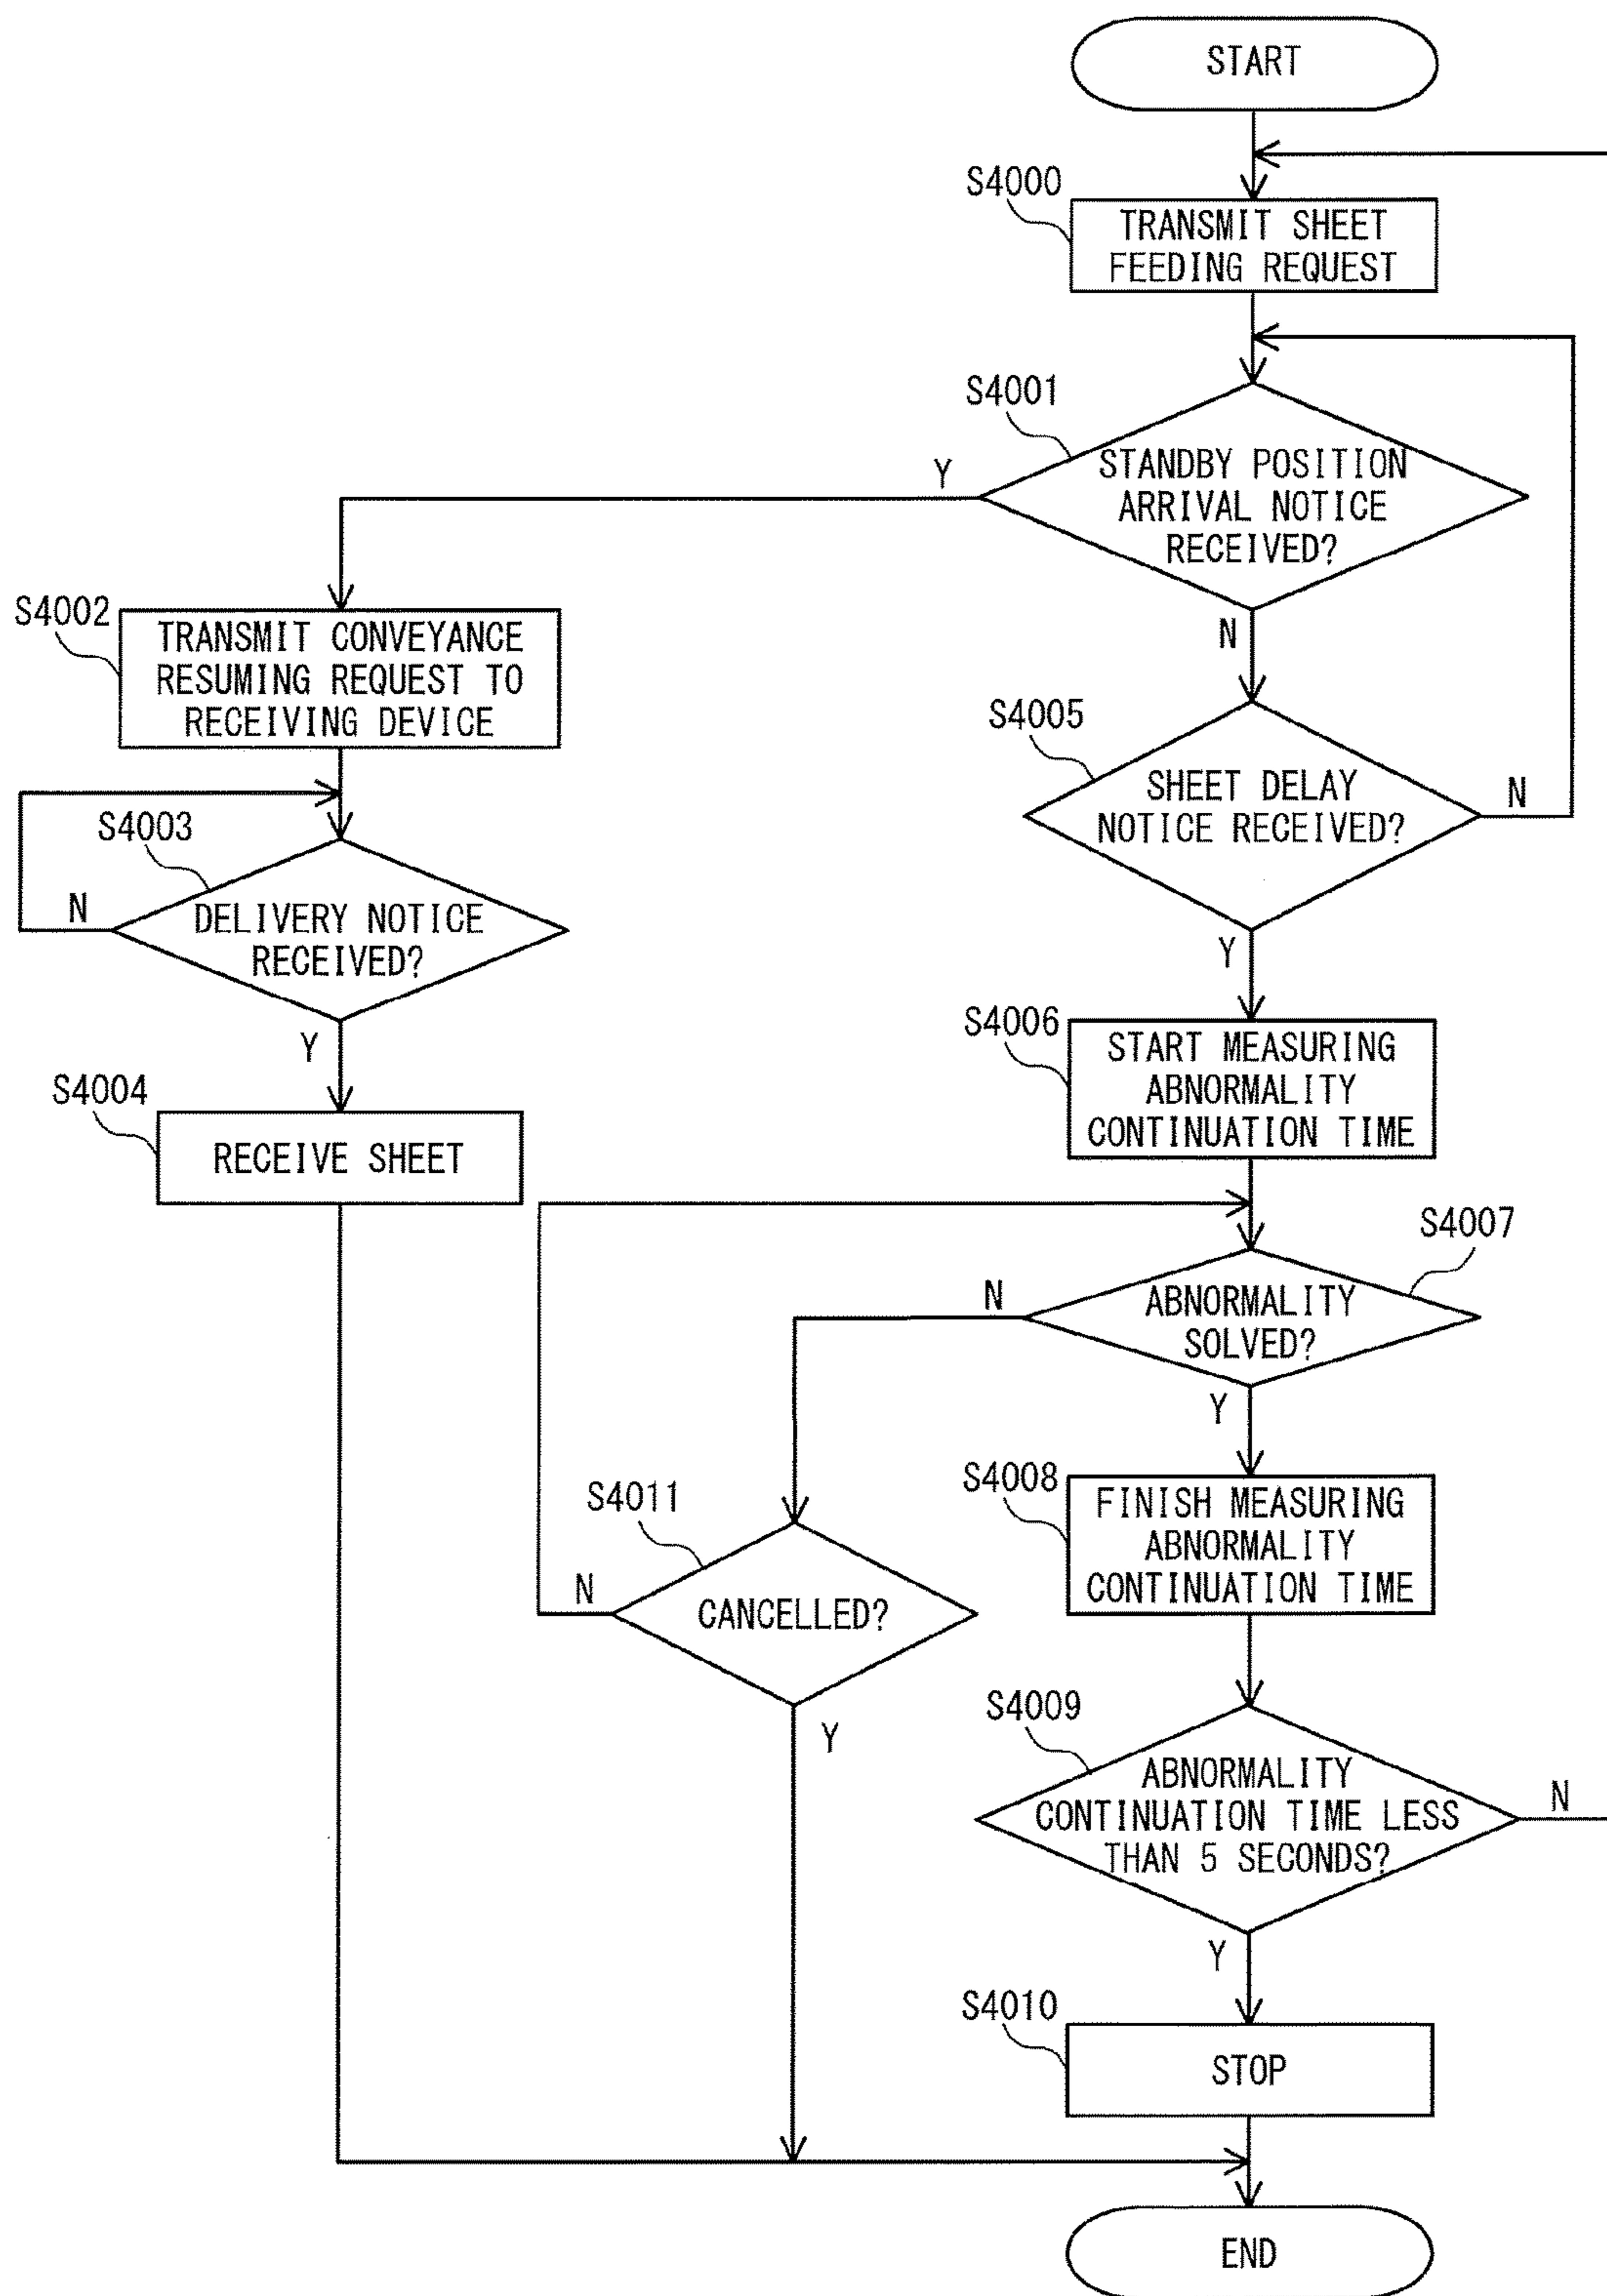 START
S4000
TRANSMIT SHEET
FEEDING REQUEST
S4001
STANDBY POSITION
ARRIVAL NOTICE
RECEIVED?
Y
N
S4002
TRANSMIT CONVEYANCE
RESUMING REQUEST TO
RECEIVING DEVICE
S4003
DELIVERY NOTICE
RECEIVED?
N
Y
S4004
RECEIVE SHEET
S4005
SHEET DELAY
NOTICE RECEIVED?
N
Y
S4006
START MEASURING
ABNORMALITY
CONTINUATION TIME
S4007
ABNORMALITY
SOLVED?
N
Y
S4011
CANCELLED?
N
Y
S4008
FINISH MEASURING
ABNORMALITY
CONTINUATION TIME
S4009
ABNORMALITY
CONTINUATION TIME LESS
THAN 5 SECONDS?
N
Y
S4010
STOP
END